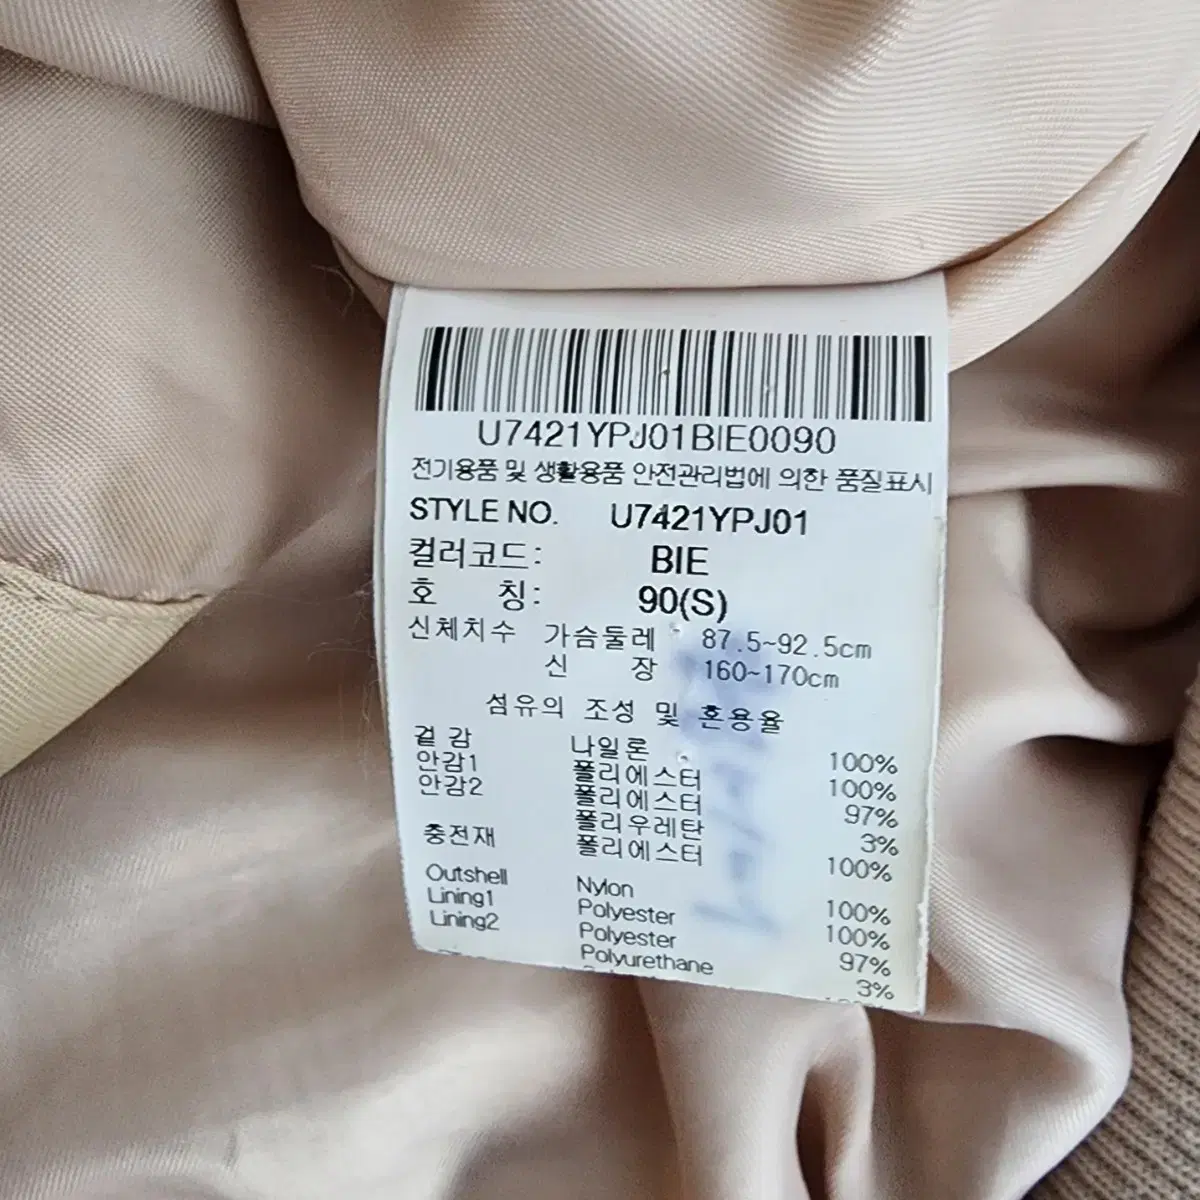 U7421YPJ01BIE0090
전기용품 및 생활용품 안전관리법에 의한 품질표시
STYLE NO. U7421YPJ01
컬러코드: BIE
호 칭: 90(S)
신체치수 가슴둘레 87.5~92.5cm
신 장 160~170cm
섬유의 조성 및 혼용율
겉 감 나일론 100%
안감1 폴리에스터 100%
안감2 폴리에스터 97%
폴리우레탄 3%
충전재 폴리에스터 100%
Outshell Nylon 100%
Lining1 Polyester 100%
Lining2 Polyester 97%
Polyurethane 3%